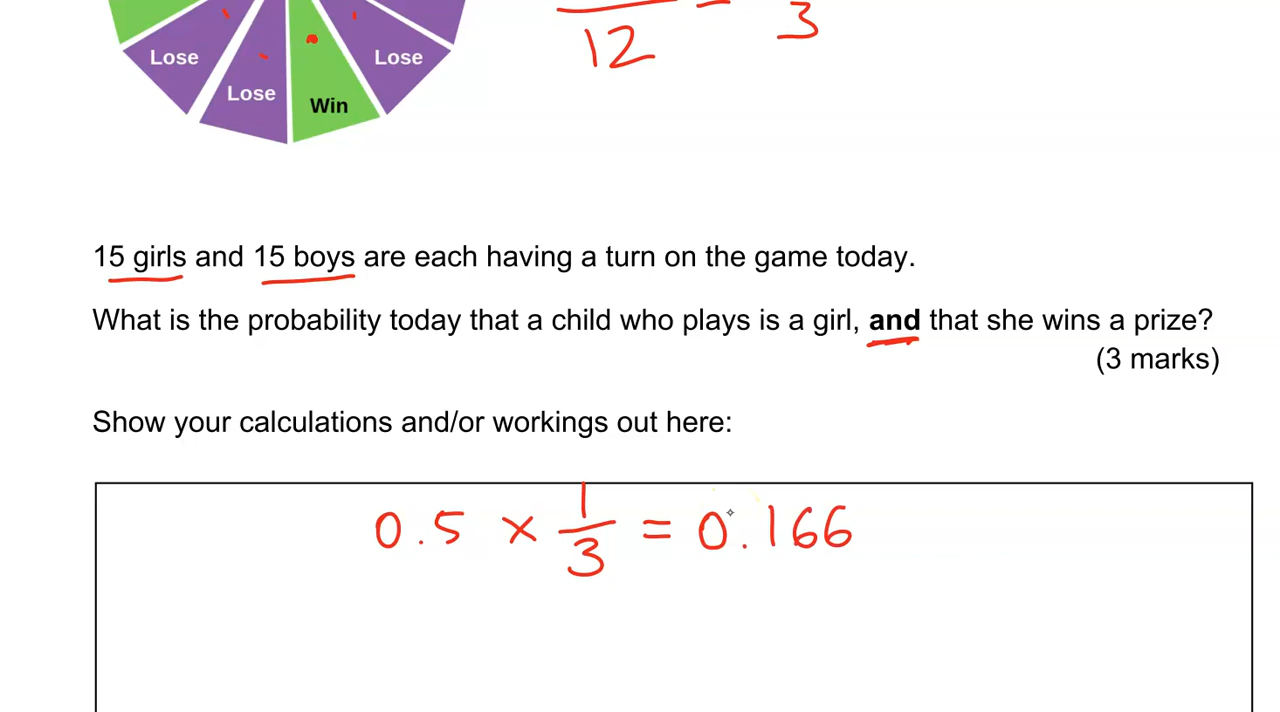 12 = 3
Lose
Lose
Lose
Win
15 girls and 15 boys are each having a turn on the game today.
What is the probability today that a child who plays is a girl, and that she wins a prize?
(3 marks)
Show your calculations and/or workings out here:
0.5 × 1/3 = 0.166